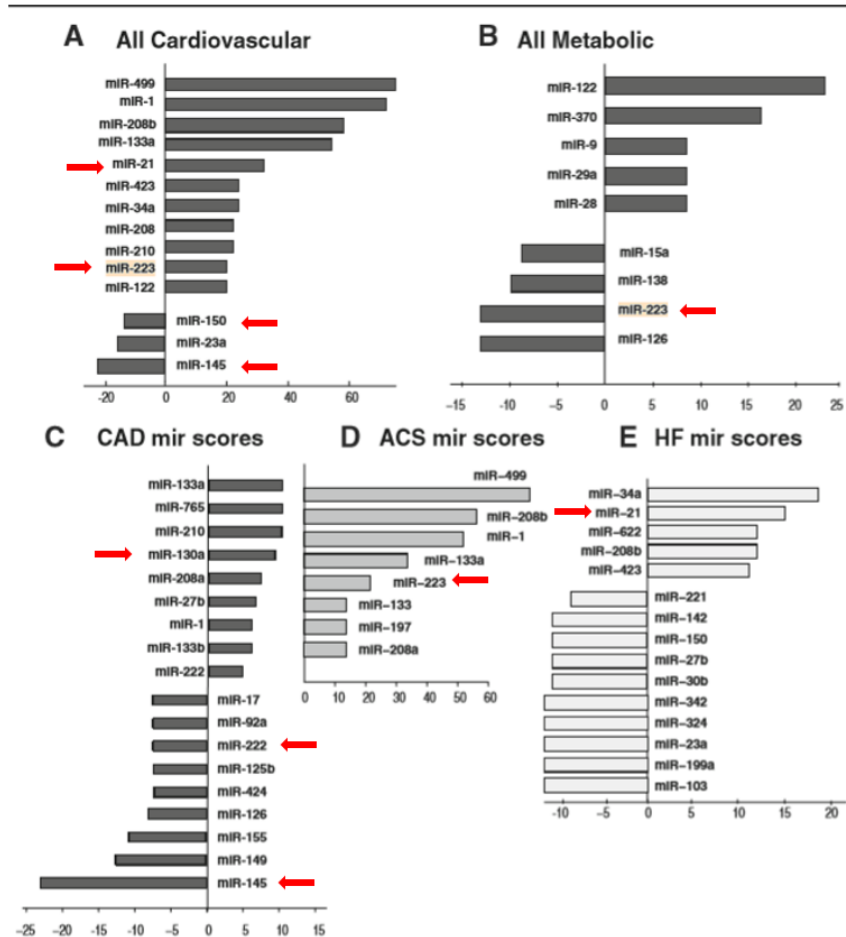 A All Cardiovascular
miR-499
miR-1
miR-208b
miR-133a
miR-21
miR-423
miR-34a
miR-208
miR-210
miR-223
miR-122
miR-150
miR-23a
miR-145
-20 0 20 40 60
B All Metabolic
miR-122
miR-370
miR-9
miR-29a
miR-28
miR-15a
miR-138
miR-223
miR-126
-15 -10 -5 0 5 10 15 20 25
C CAD mir scores
miR-133a
miR-765
miR-210
miR-130a
miR-208a
miR-27b
miR-1
miR-133b
miR-222
miR-17
miR-92a
miR-222
miR-125b
miR-424
miR-126
miR-155
miR-149
miR-145
-25 -20 -15 -10 -5 0 5 10 15
D ACS mir scores
miR-499
miR-208b
miR-1
miR-133a
miR-223
miR-133
miR-197
miR-208a
0 10 20 30 40 50 60
E HF mir scores
miR-34a
miR-21
miR-622
miR-208b
miR-423
miR-221
miR-142
miR-150
miR-27b
miR-30b
miR-342
miR-324
miR-23a
miR-199a
miR-103
-10 -5 0 5 10 15 20